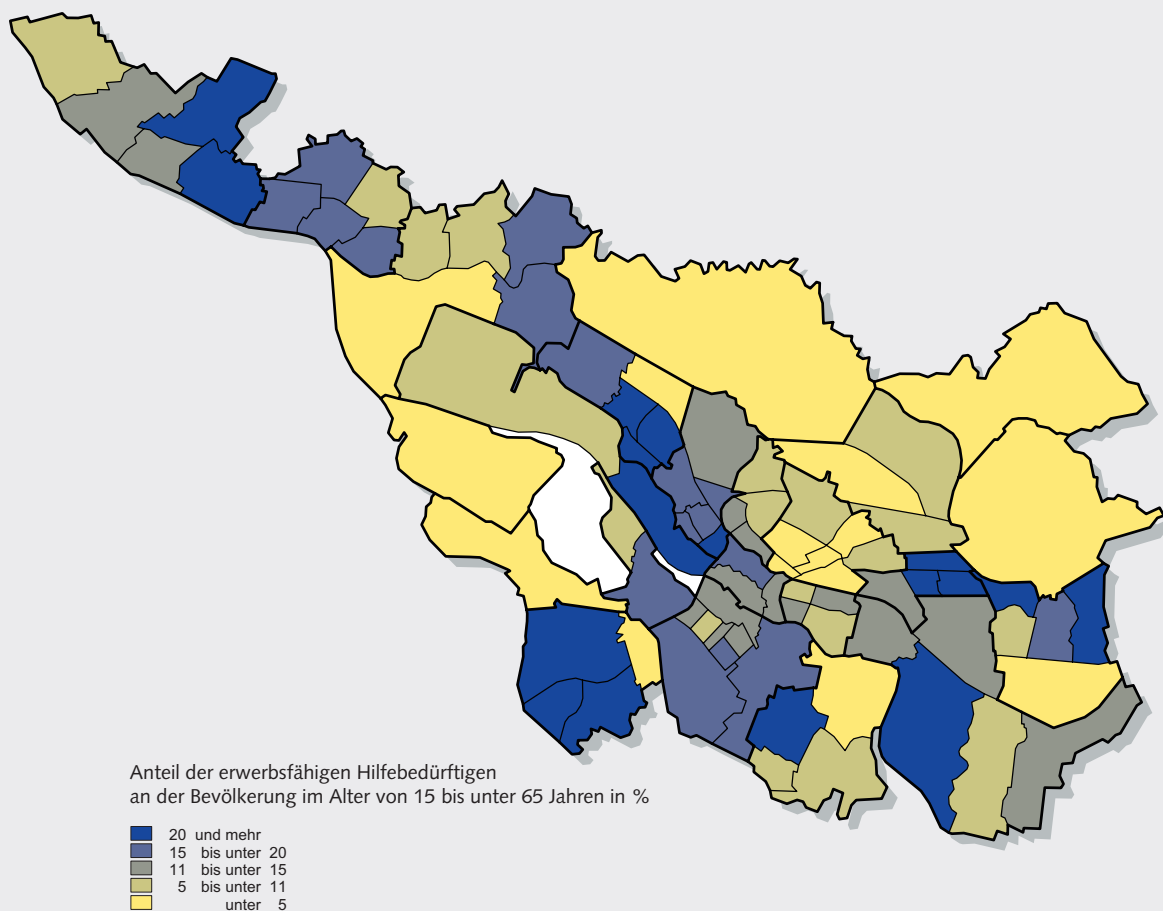 Anteil der erwerbsfähigen Hilfebedürftigen
an der Bevölkerung im Alter von 15 bis unter 65 Jahren in %
20 und mehr
15 bis unter 20
11 bis unter 15
5 bis unter 11
unter 5